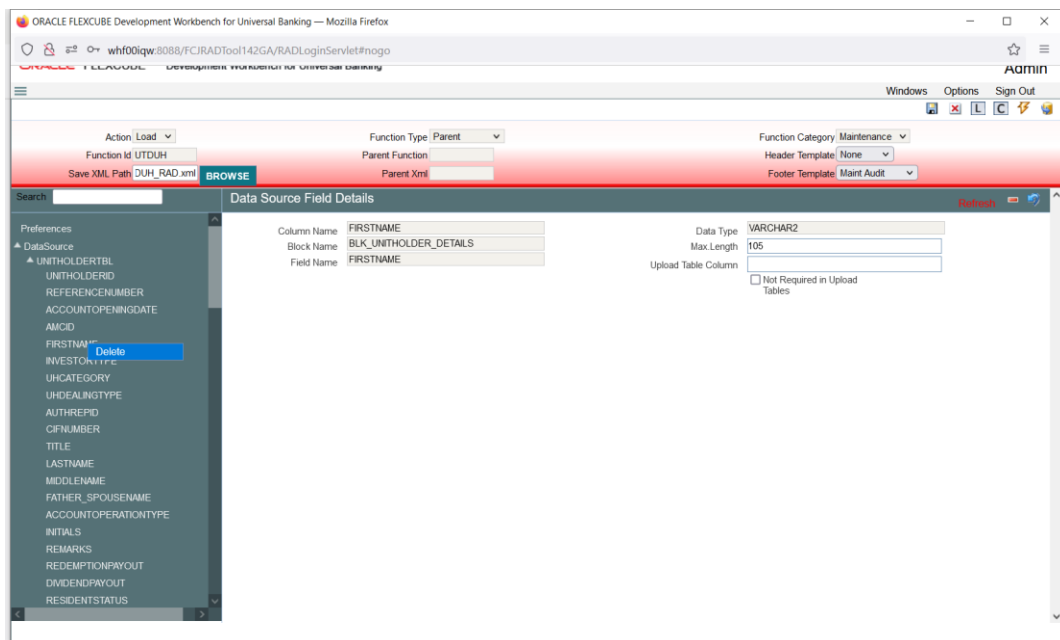 ORACLE FLEXCUBE Development Workbench for Universal Banking — Mozilla Firefox
whf00iqw:8088/FCJRADTool142GA/RADLoginServlet#nogo
ORACLE FLEXCUBE Development Workbench for Universal Banking Admin
Windows Options Sign Out
L C
Action Load Function Type Parent Function Category Maintenance
Function Id UTDUH Parent Function Header Template None
Save XML Path DUH_RAD.xml BROWSE Parent Xml Footer Template Maint Audit
Search Data Source Field Details Refresh
Preferences
DataSource
UNITHOLDERTBL
UNITHOLDERID
REFERENCENUMBER
ACCOUNTOPENINGDATE
AMCID
FIRSTNAME
Delete
INVESTORTYPE
UHCATEGORY
UHDEALINGTYPE
AUTHREPID
CIFNUMBER
TITLE
LASTNAME
MIDDLENAME
FATHER_SPOUSENAME
ACCOUNTOPERATIONTYPE
INITIALS
REMARKS
REDEMPTIONPAYOUT
DIVIDENDPAYOUT
RESIDENTSTATUS
Column Name FIRSTNAME Data Type VARCHAR2
Block Name BLK_UNITHOLDER_DETAILS Max.Length 105
Field Name FIRSTNAME Upload Table Column
Not Required in Upload
Tables